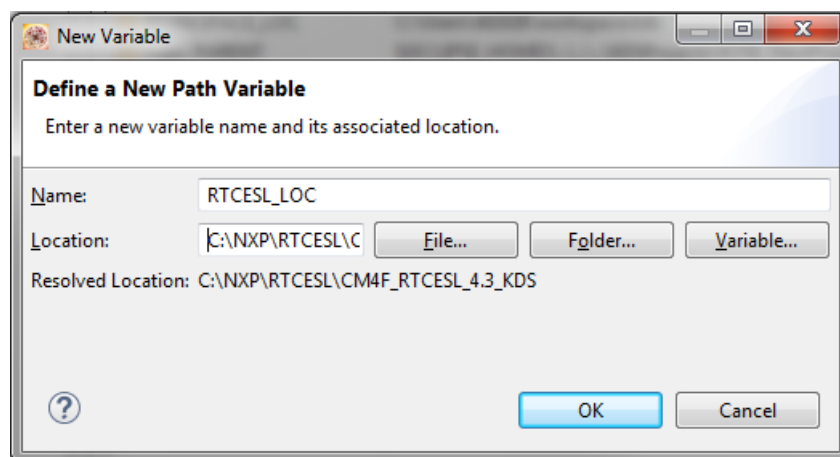 New Variable
Define a New Path Variable
Enter a new variable name and its associated location.
Name: RTCESL_LOC
Location: C:\NXP\RTCESL\C File... Folder... Variable...
Resolved Location: C:\NXP\RTCESL\CM4F_RTCESL_4.3_KDS
? OK Cancel